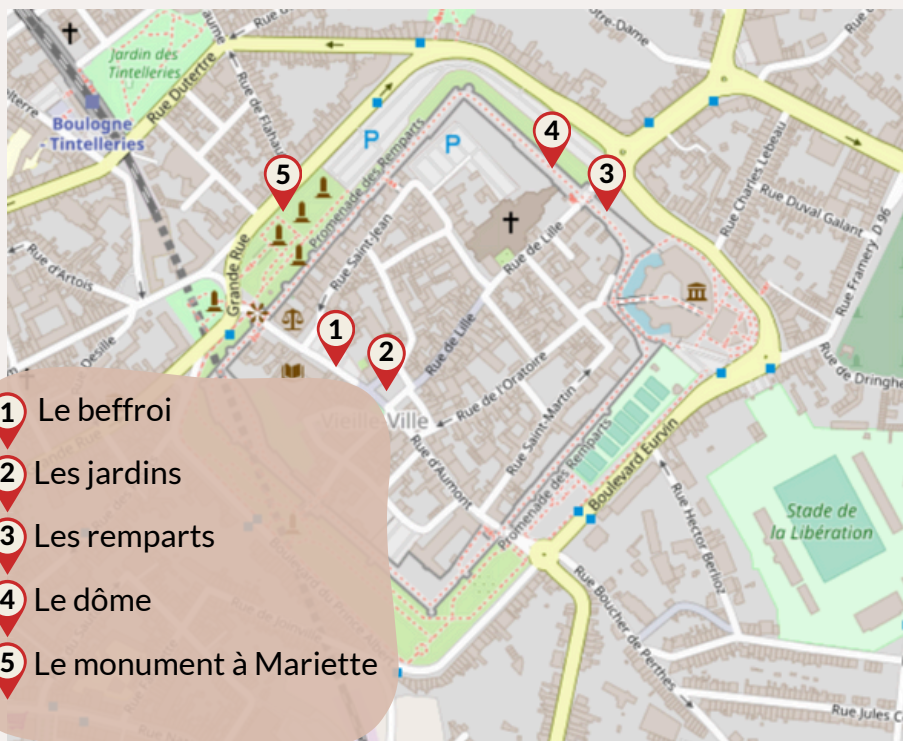 Jardin des
Tintelleries
Rue Dutertre
Boulogne
- Tintelleries
Rue de Flahau
tre-Dame
P
P
5
4
3
Promenade des Remparts
Rue Saint-Jean
Rue de Lille
Rue Charles Lebeau
Rue Duval Galant
Rue Framery D 96
Rue d'Artois
Grande Rue
Desille
1
2
Rue de Lille
Rue de l'Oratoire
Rue Saint-Martin
Rue de Dringhe
Vieille Ville
Rue d'Aumont
Promenade des Remparts
Boulevard Eurvin
Stade de
la Libération
Rue Hector Berlioz
Rue Boucher de Perthes
Rue Jules C
1 Le beffroi
2 Les jardins
3 Les remparts
4 Le dôme
5 Le monument à Mariette